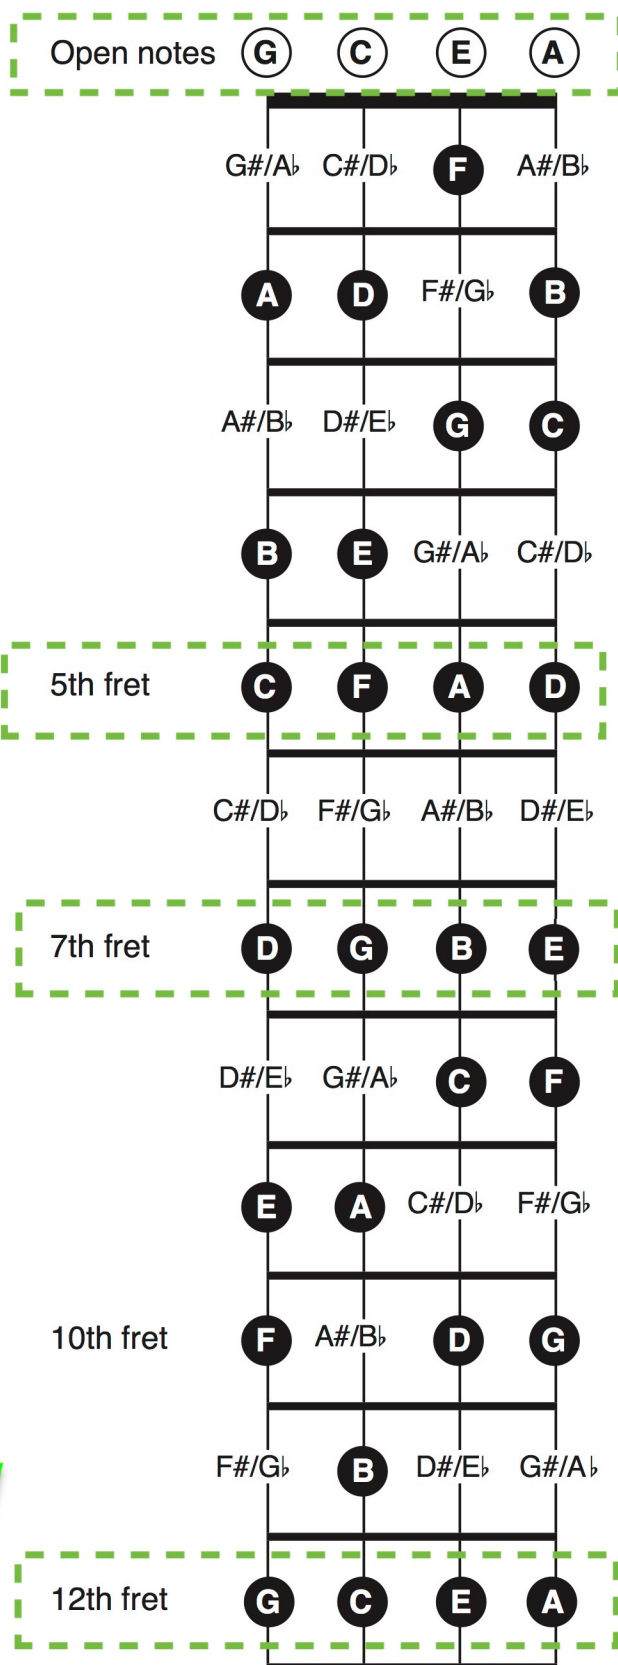 Open notes G C E A
G#/A♭ C#/D♭ F A#/B♭
A D F#/G♭ B
A#/B♭ D#/E♭ G C
B E G#/A♭ C#/D♭
5th fret C F A D
C#/D♭ F#/G♭ A#/B♭ D#/E♭
7th fret D G B E
D#/E♭ G#/A♭ C F
E A C#/D♭ F#/G♭
10th fret F A#/B♭ D G
F#/G♭ B D#/E♭ G#/A♭
12th fret G C E A